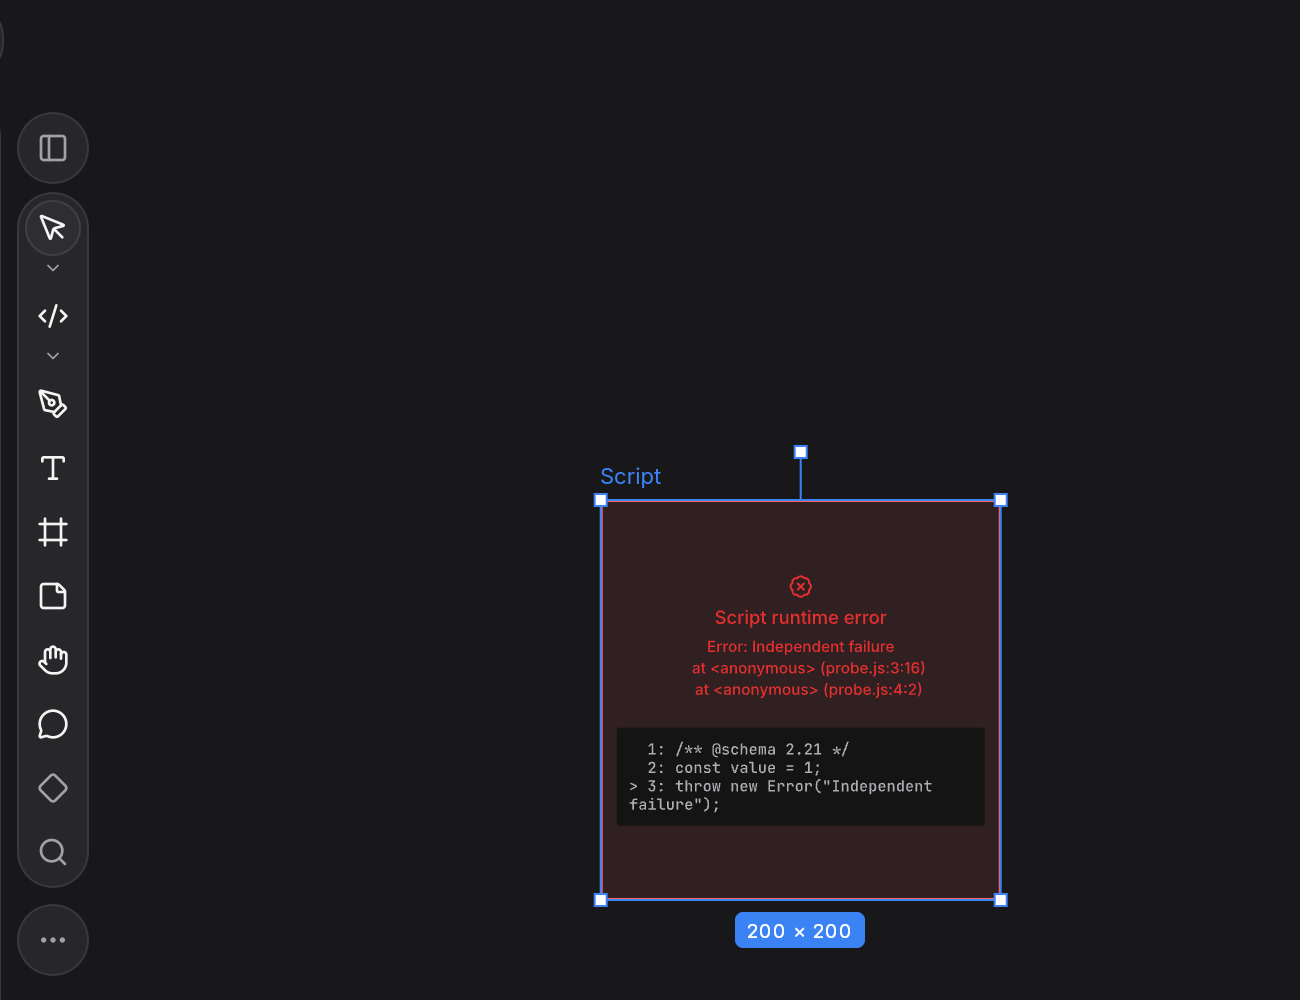 Script
Script runtime error
Error: Independent failure
at <anonymous> (probe.js:3:16)
at <anonymous> (probe.js:4:2)
1: /** @schema 2.21 */
2: const value = 1;
> 3: throw new Error("Independent
failure");
200 × 200